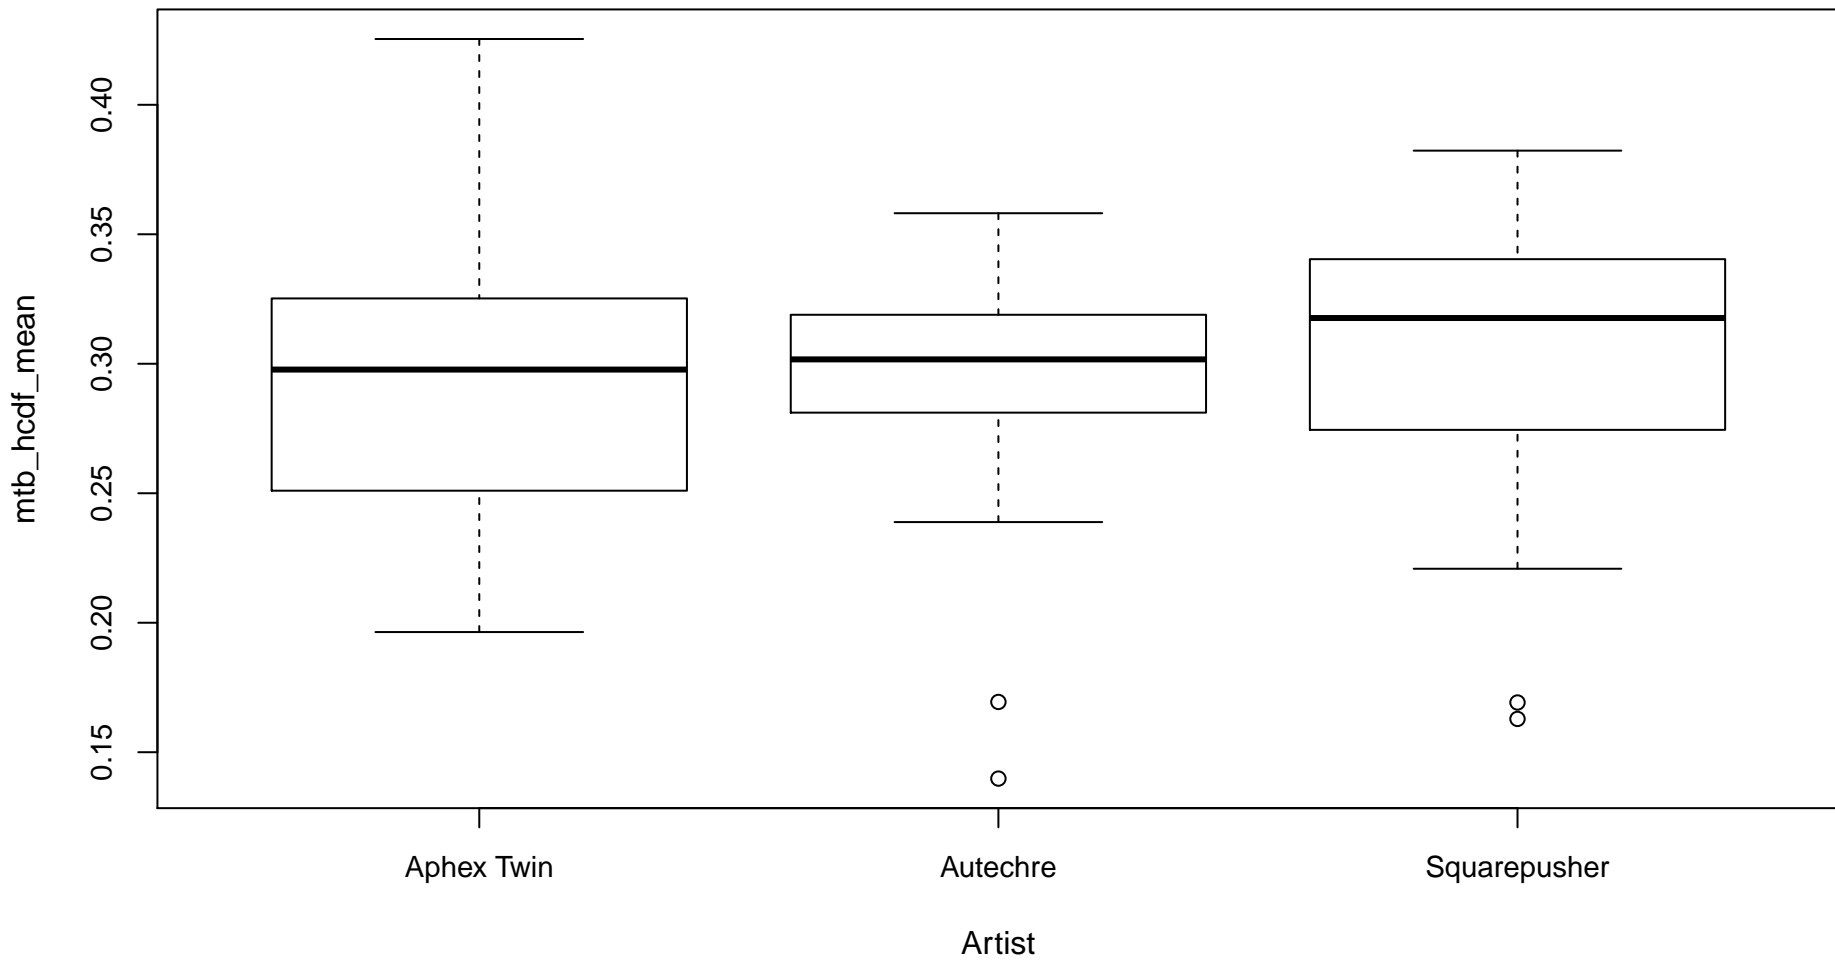 mtb_hcdf_mean
0.40
0.35
0.30
0.25
0.20
0.15
Aphex Twin
Autechre
Squarepusher
Artist